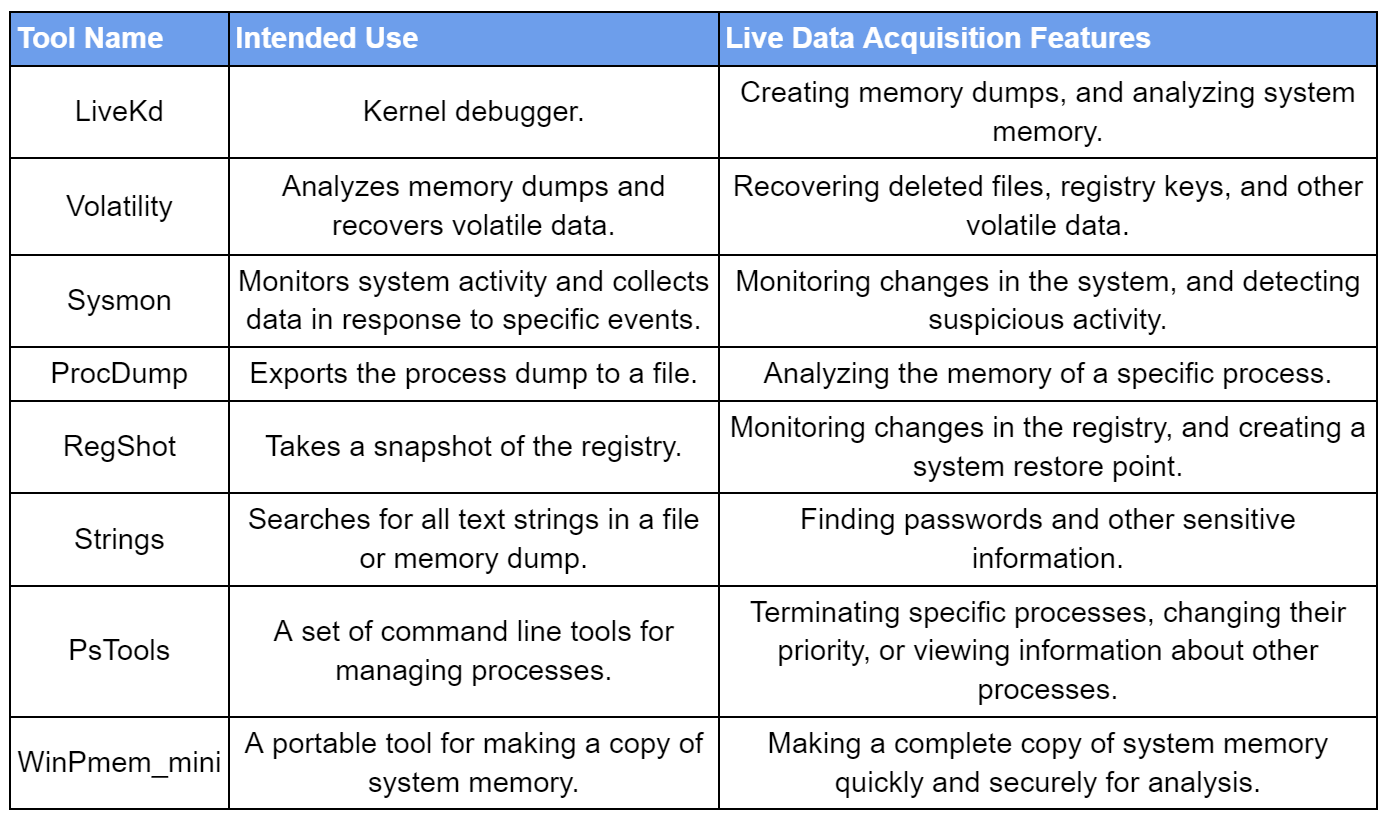 Tool Name
Intended Use
Live Data Acquisition Features
LiveKd
Kernel debugger.
Creating memory dumps, and analyzing system
memory.
Volatility
Analyzes memory dumps and
recovers volatile data.
Recovering deleted files, registry keys, and other
volatile data.
Sysmon
Monitors system activity and collects
data in response to specific events.
Monitoring changes in the system, and detecting
suspicious activity.
ProcDump
Exports the process dump to a file.
Analyzing the memory of a specific process.
RegShot
Takes a snapshot of the registry.
Monitoring changes in the registry, and creating a
system restore point.
Strings
Searches for all text strings in a file
or memory dump.
Finding passwords and other sensitive
information.
PsTools
A set of command line tools for
managing processes.
Terminating specific processes, changing their
priority, or viewing information about other
processes.
WinPmem_mini
A portable tool for making a copy of
system memory.
Making a complete copy of system memory
quickly and securely for analysis.